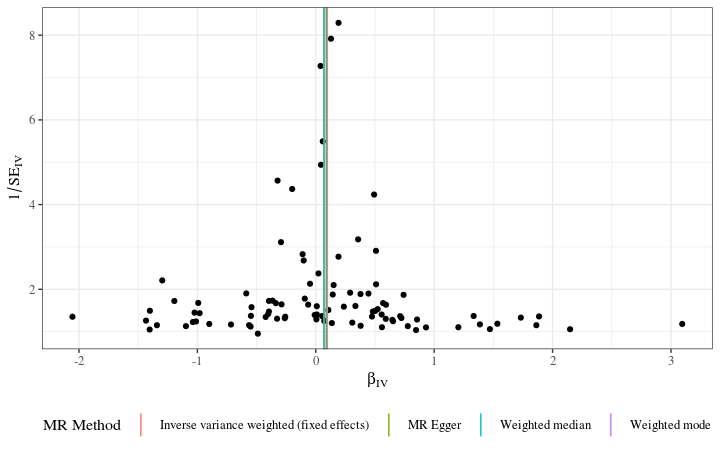 8
6
4
2
1/SE_IV
-2
-1
0
1
2
3
β_IV
MR Method
Inverse variance weighted (fixed effects)
MR Egger
Weighted median
Weighted mode